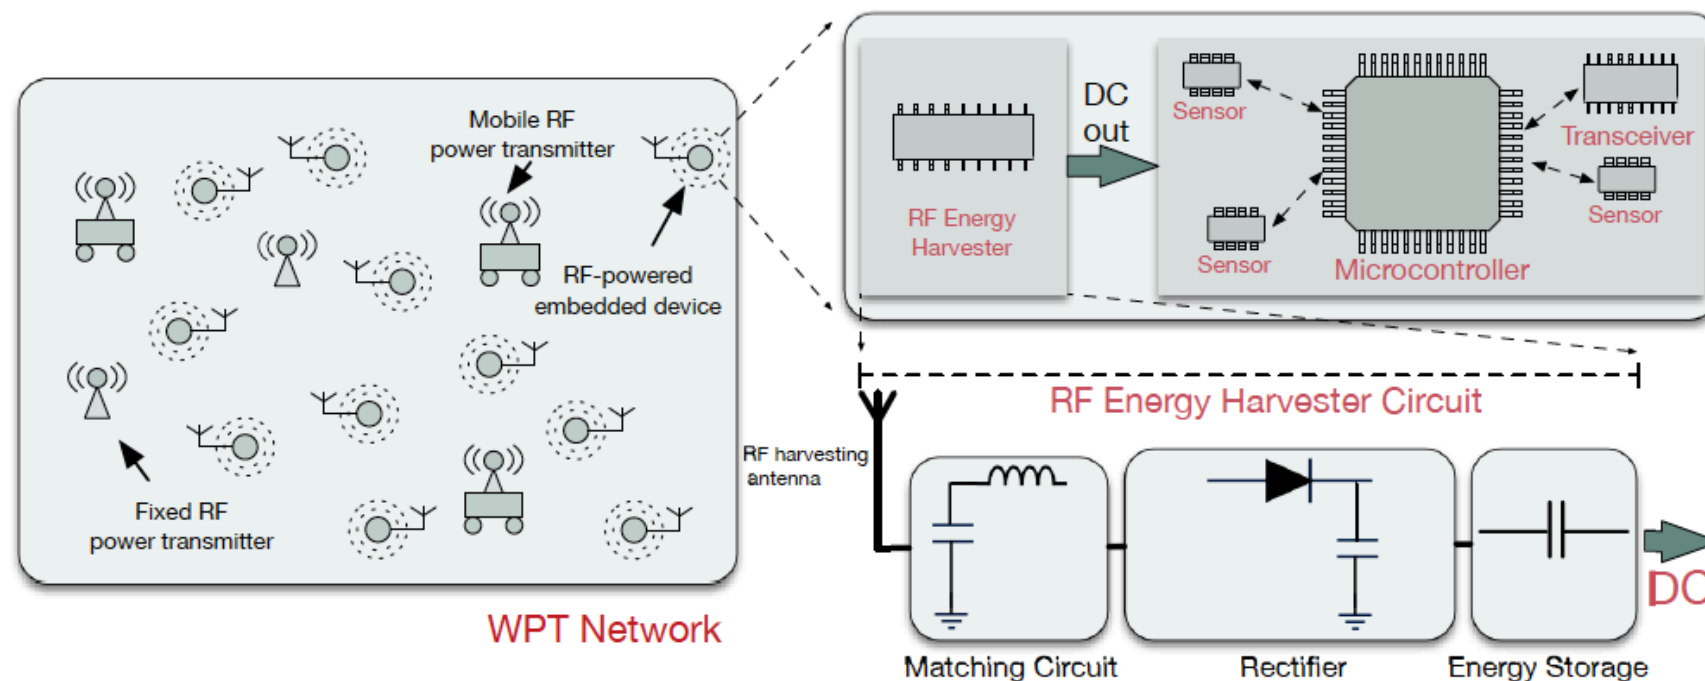 Mobile RF
power transmitter
RF-powered
embedded device
Fixed RF
power transmitter
WPT Network
RF Energy
Harvester
DC
out
Sensor
Sensor
Transceiver
Sensor
Microcontroller
RF Energy Harvester Circuit
RF harvesting
antenna
Matching Circuit
Rectifier
Energy Storage
DC